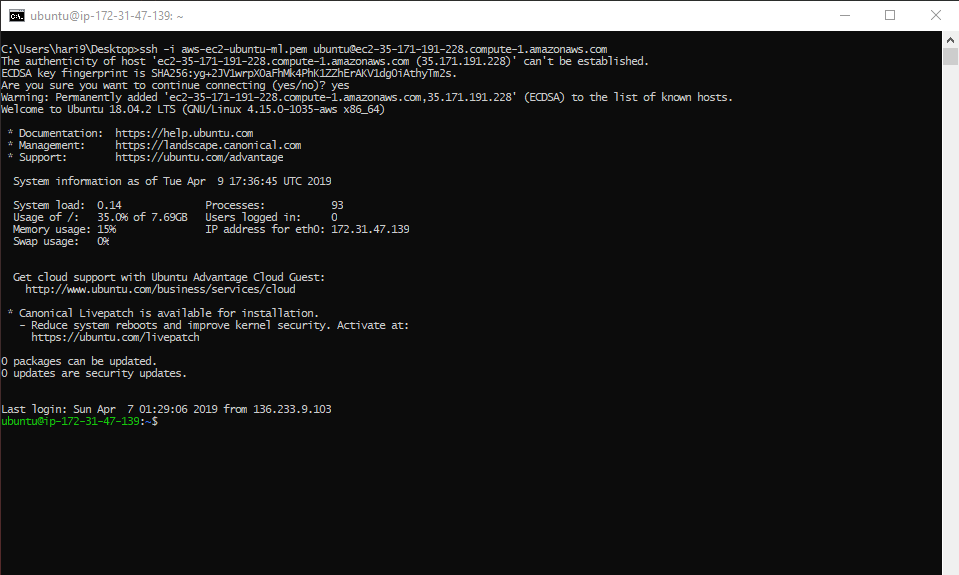 ubuntu@ip-172-31-47-139: ~
C:\Users\hari9\Desktop>ssh -i aws-ec2-ubuntu-ml.pem ubuntu@ec2-35-171-191-228.compute-1.amazonaws.com
The authenticity of host 'ec2-35-171-191-228.compute-1.amazonaws.com (35.171.191.228)' can't be established.
ECDSA key fingerprint is SHA256:yg+2JV1wrpXOaFhMk4PhK1ZZhErAKV1dgOiAthyTm2s.
Are you sure you want to continue connecting (yes/no)? yes
Warning: Permanently added 'ec2-35-171-191-228.compute-1.amazonaws.com,35.171.191.228' (ECDSA) to the list of known hosts.
Welcome to Ubuntu 18.04.2 LTS (GNU/Linux 4.15.0-1035-aws x86_64)
* Documentation:  https://help.ubuntu.com
* Management:     https://landscape.canonical.com
* Support:        https://ubuntu.com/advantage
System information as of Tue Apr  9 17:36:45 UTC 2019
System load:  0.14              Processes:           93
Usage of /:   35.0% of 7.69GB   Users logged in:     0
Memory usage: 15%               IP address for eth0: 172.31.47.139
Swap usage:   0%
Get cloud support with Ubuntu Advantage Cloud Guest:
http://www.ubuntu.com/business/services/cloud
* Canonical Livepatch is available for installation.
- Reduce system reboots and improve kernel security. Activate at:
https://ubuntu.com/livepatch
0 packages can be updated.
0 updates are security updates.
Last login: Sun Apr  7 01:29:06 2019 from 136.233.9.103
ubuntu@ip-172-31-47-139:~$